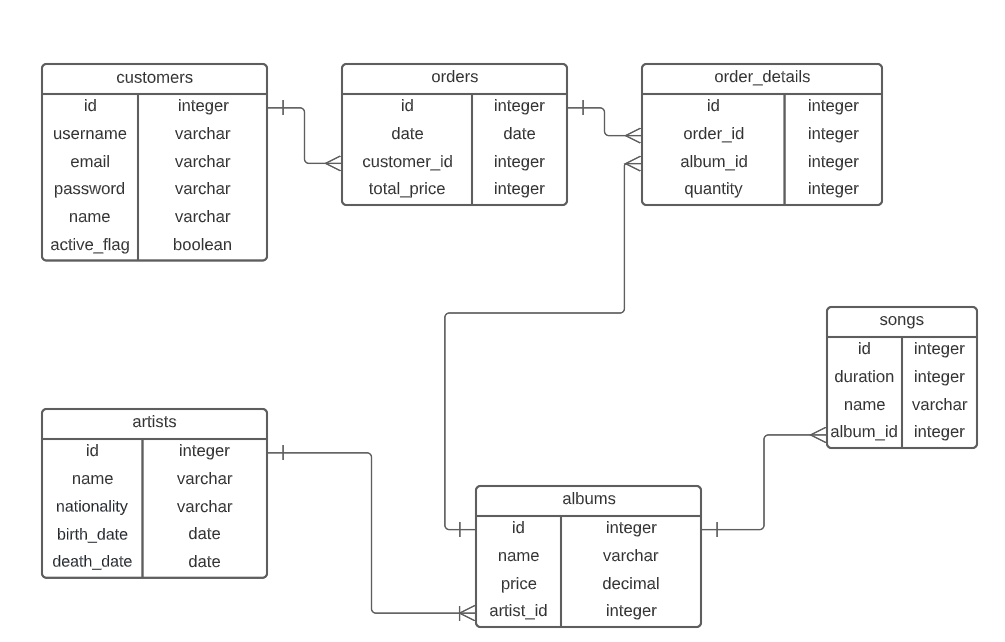 customers
id integer
username varchar
email varchar
password varchar
name varchar
active_flag boolean
orders
id integer
date date
customer_id integer
total_price integer
order_details
id integer
order_id integer
album_id integer
quantity integer
songs
id integer
duration integer
name varchar
album_id integer
artists
id integer
name varchar
nationality varchar
birth_date date
death_date date
albums
id integer
name varchar
price decimal
artist_id integer